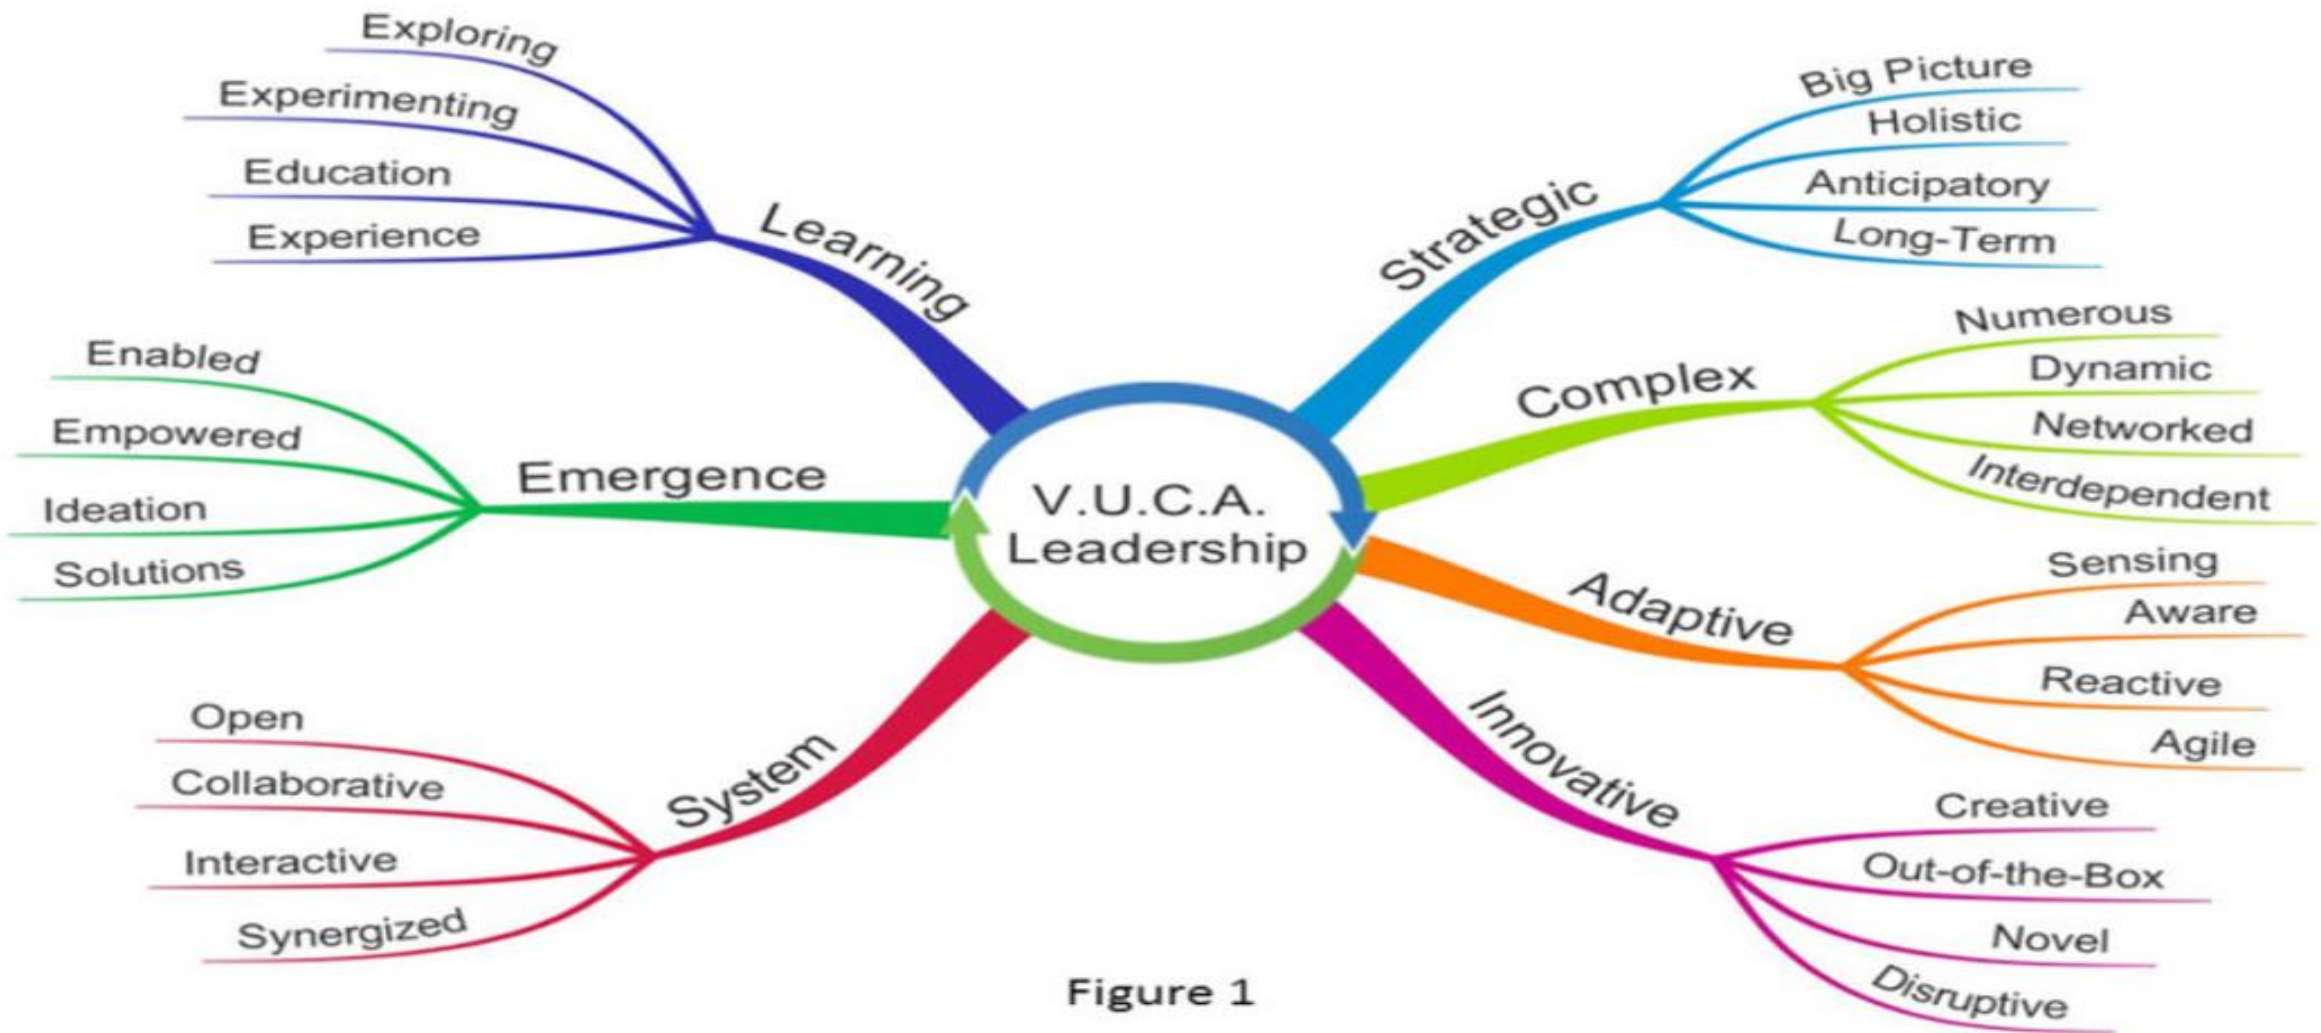 Exploring
Experimenting
Education
Experience
Learning
Enabled
Empowered
Ideation
Solutions
Emergence
Open
Collaborative
Interactive
Synergized
System
V.U.C.A.
Leadership
Strategic
Big Picture
Holistic
Anticipatory
Long-Term
Complex
Numerous
Dynamic
Networked
Interdependent
Adaptive
Sensing
Aware
Reactive
Agile
Innovative
Creative
Out-of-the-Box
Novel
Disruptive
Figure 1